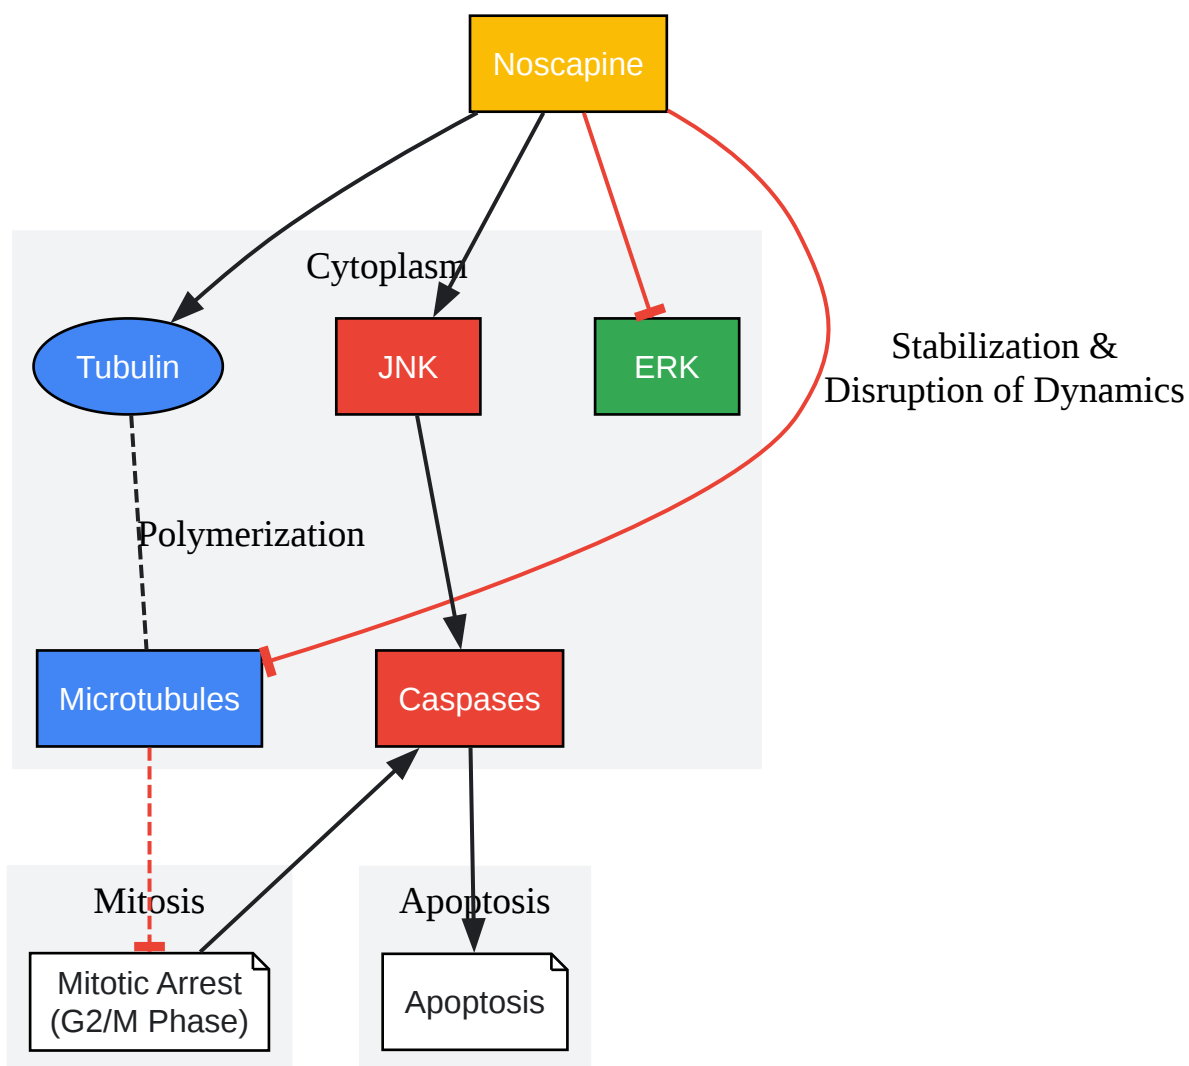 Noscapine
Cytoplasm
Tubulin
JNK
ERK
Stabilization &
Disruption of Dynamics
Polymerization
Microtubules
Caspases
Mitosis
Apoptosis
Mitotic Arrest
(G2/M Phase)
Apoptosis